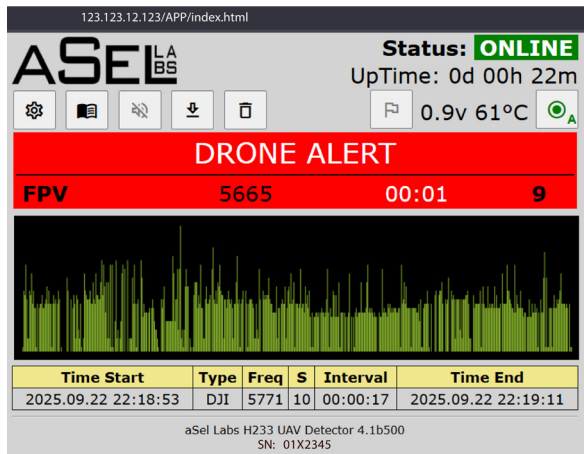 123.123.12.123/APP/index.html
ASEL LABS
Status: ONLINE
UpTime: 0d 00h 22m
0.9v 61ºC A
DRONE ALERT
FPV 5665 00:01 9
Time Start Type Freq S Interval Time End
2025.09.22 22:18:53 DJI 5771 10 00:00:17 2025.09.22 22:19:11
aSel Labs H233 UAV Detector 4.1b500
SN: 01X2345